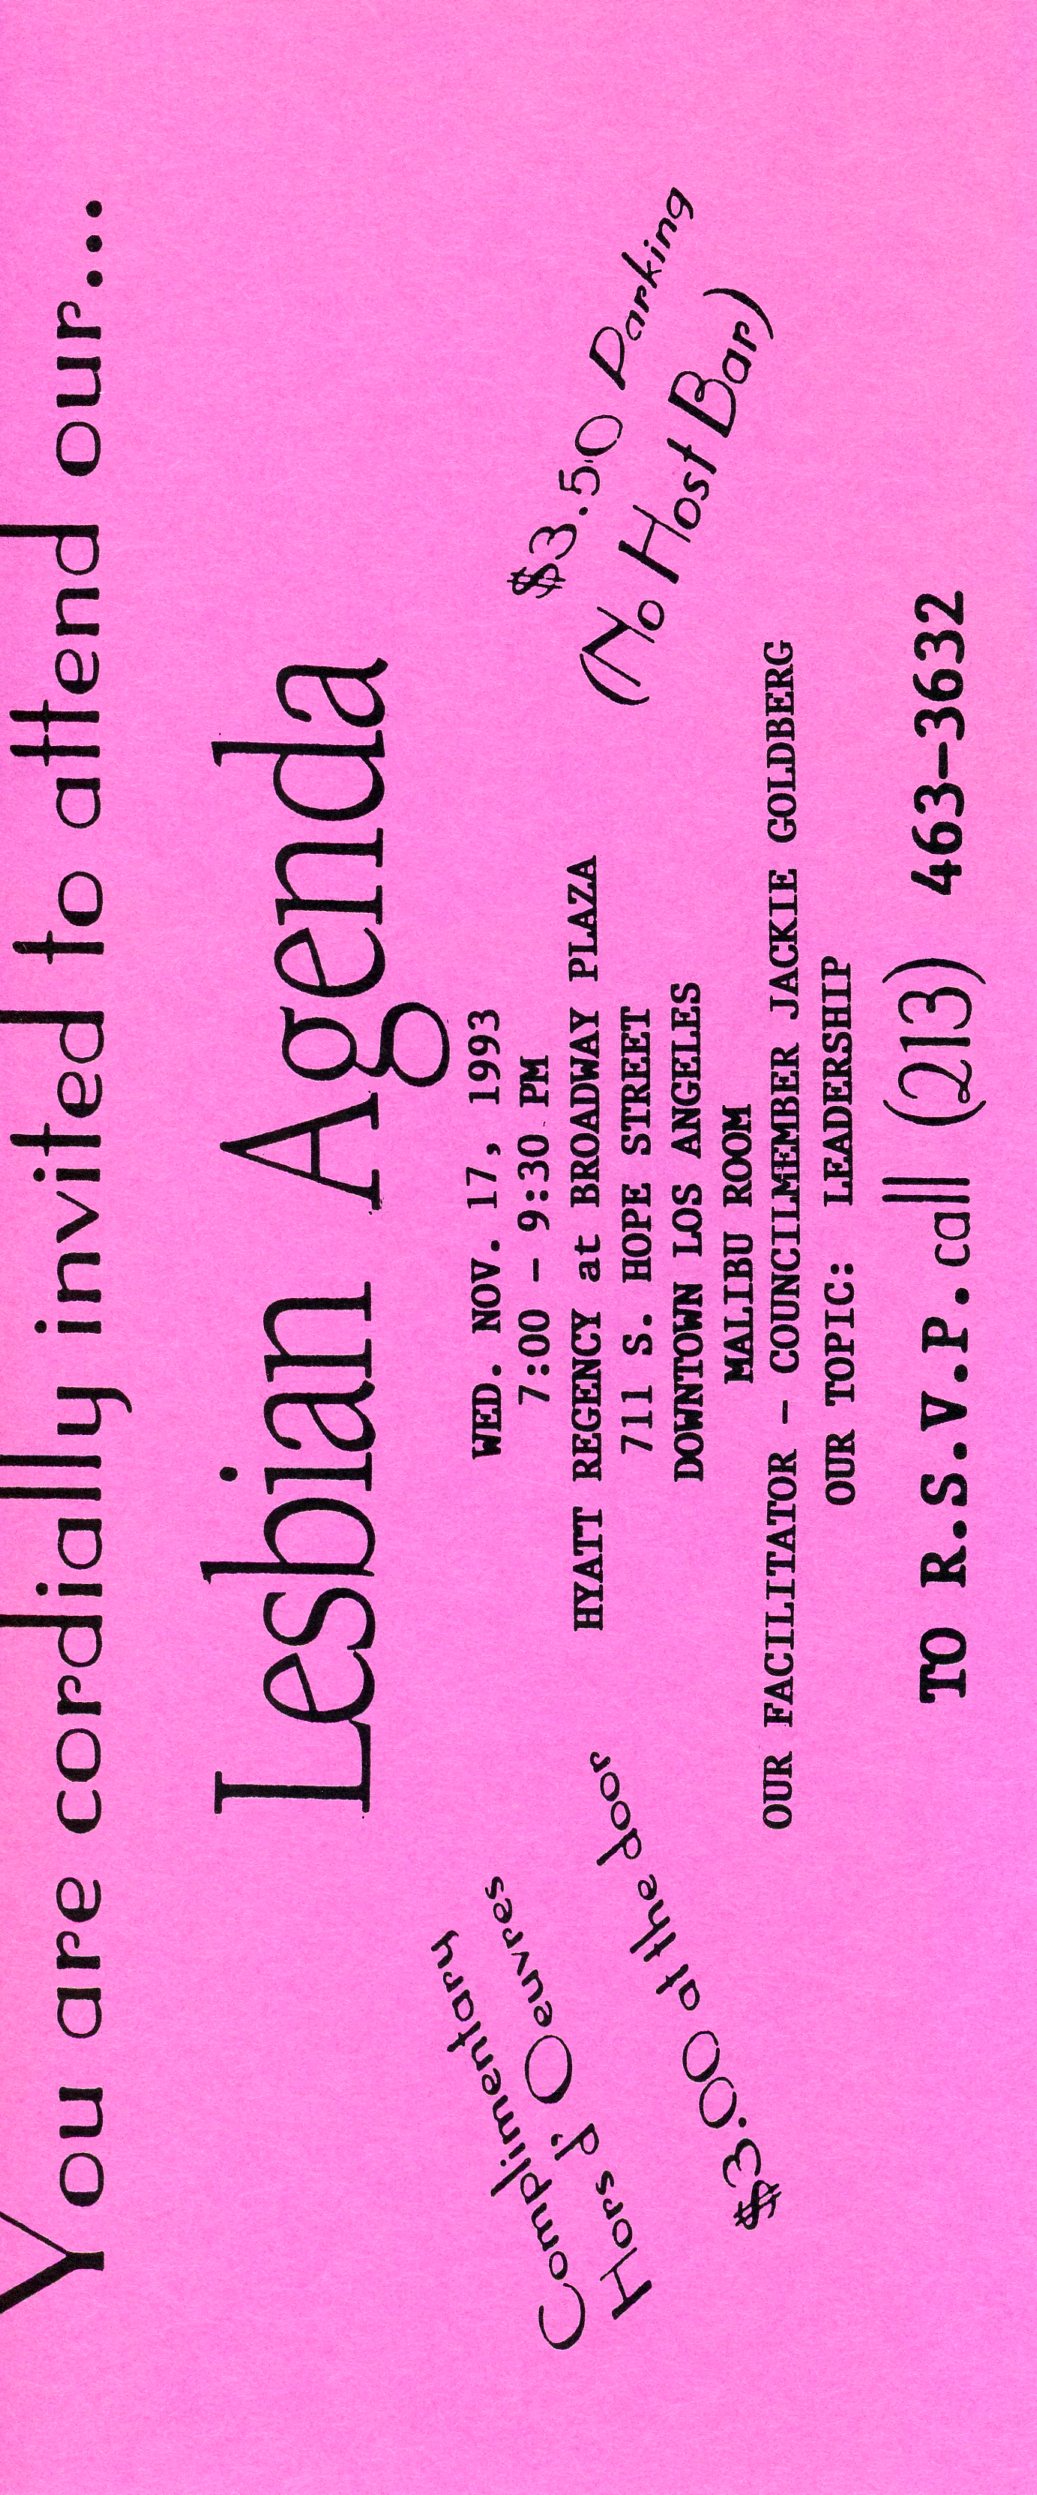 You are cordially invited to attend our...
Lesbian Agenda
Complimentary
Hors d' Oeuvres
$3.00 at the door
WED. NOV. 17, 1993
7:00 - 9:30 PM
HYATT REGENCY at BROADWAY PLAZA
711 S. HOPE STREET
DOWNTOWN LOS ANGELES
MALIBU ROOM
OUR FACILITATOR - COUNCILMEMBER JACKIE GOLDBERG
OUR TOPIC: LEADERSHIP
$3.50 Parking
(No Host Bar)
TO R.S.V.P. call (213) 463-3632